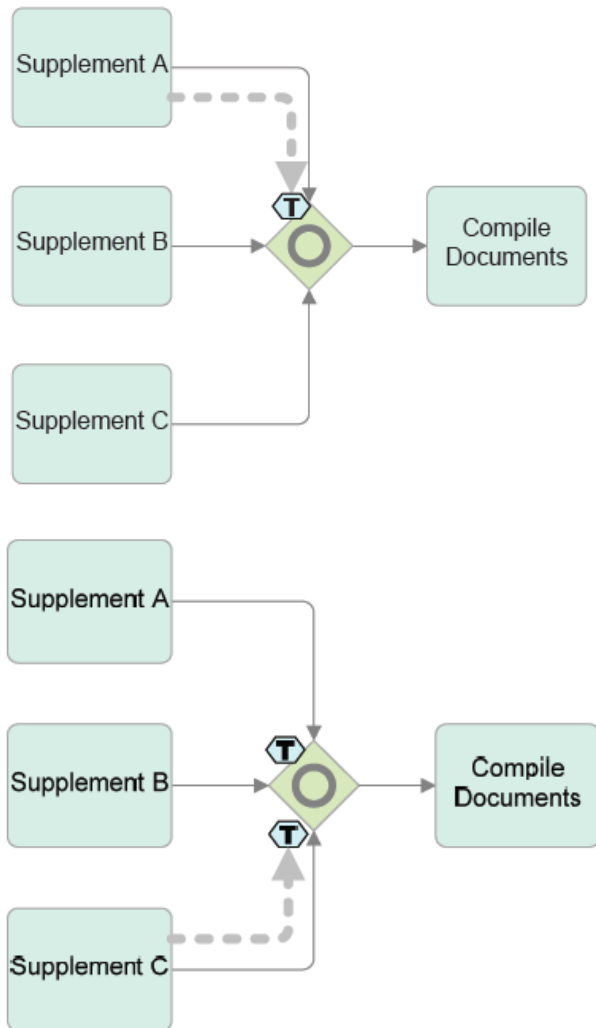 Supplement A
T
Supplement B
Compile
Documents
Supplement C
Supplement A
T
Supplement B
Compile
Documents
T
Supplement C